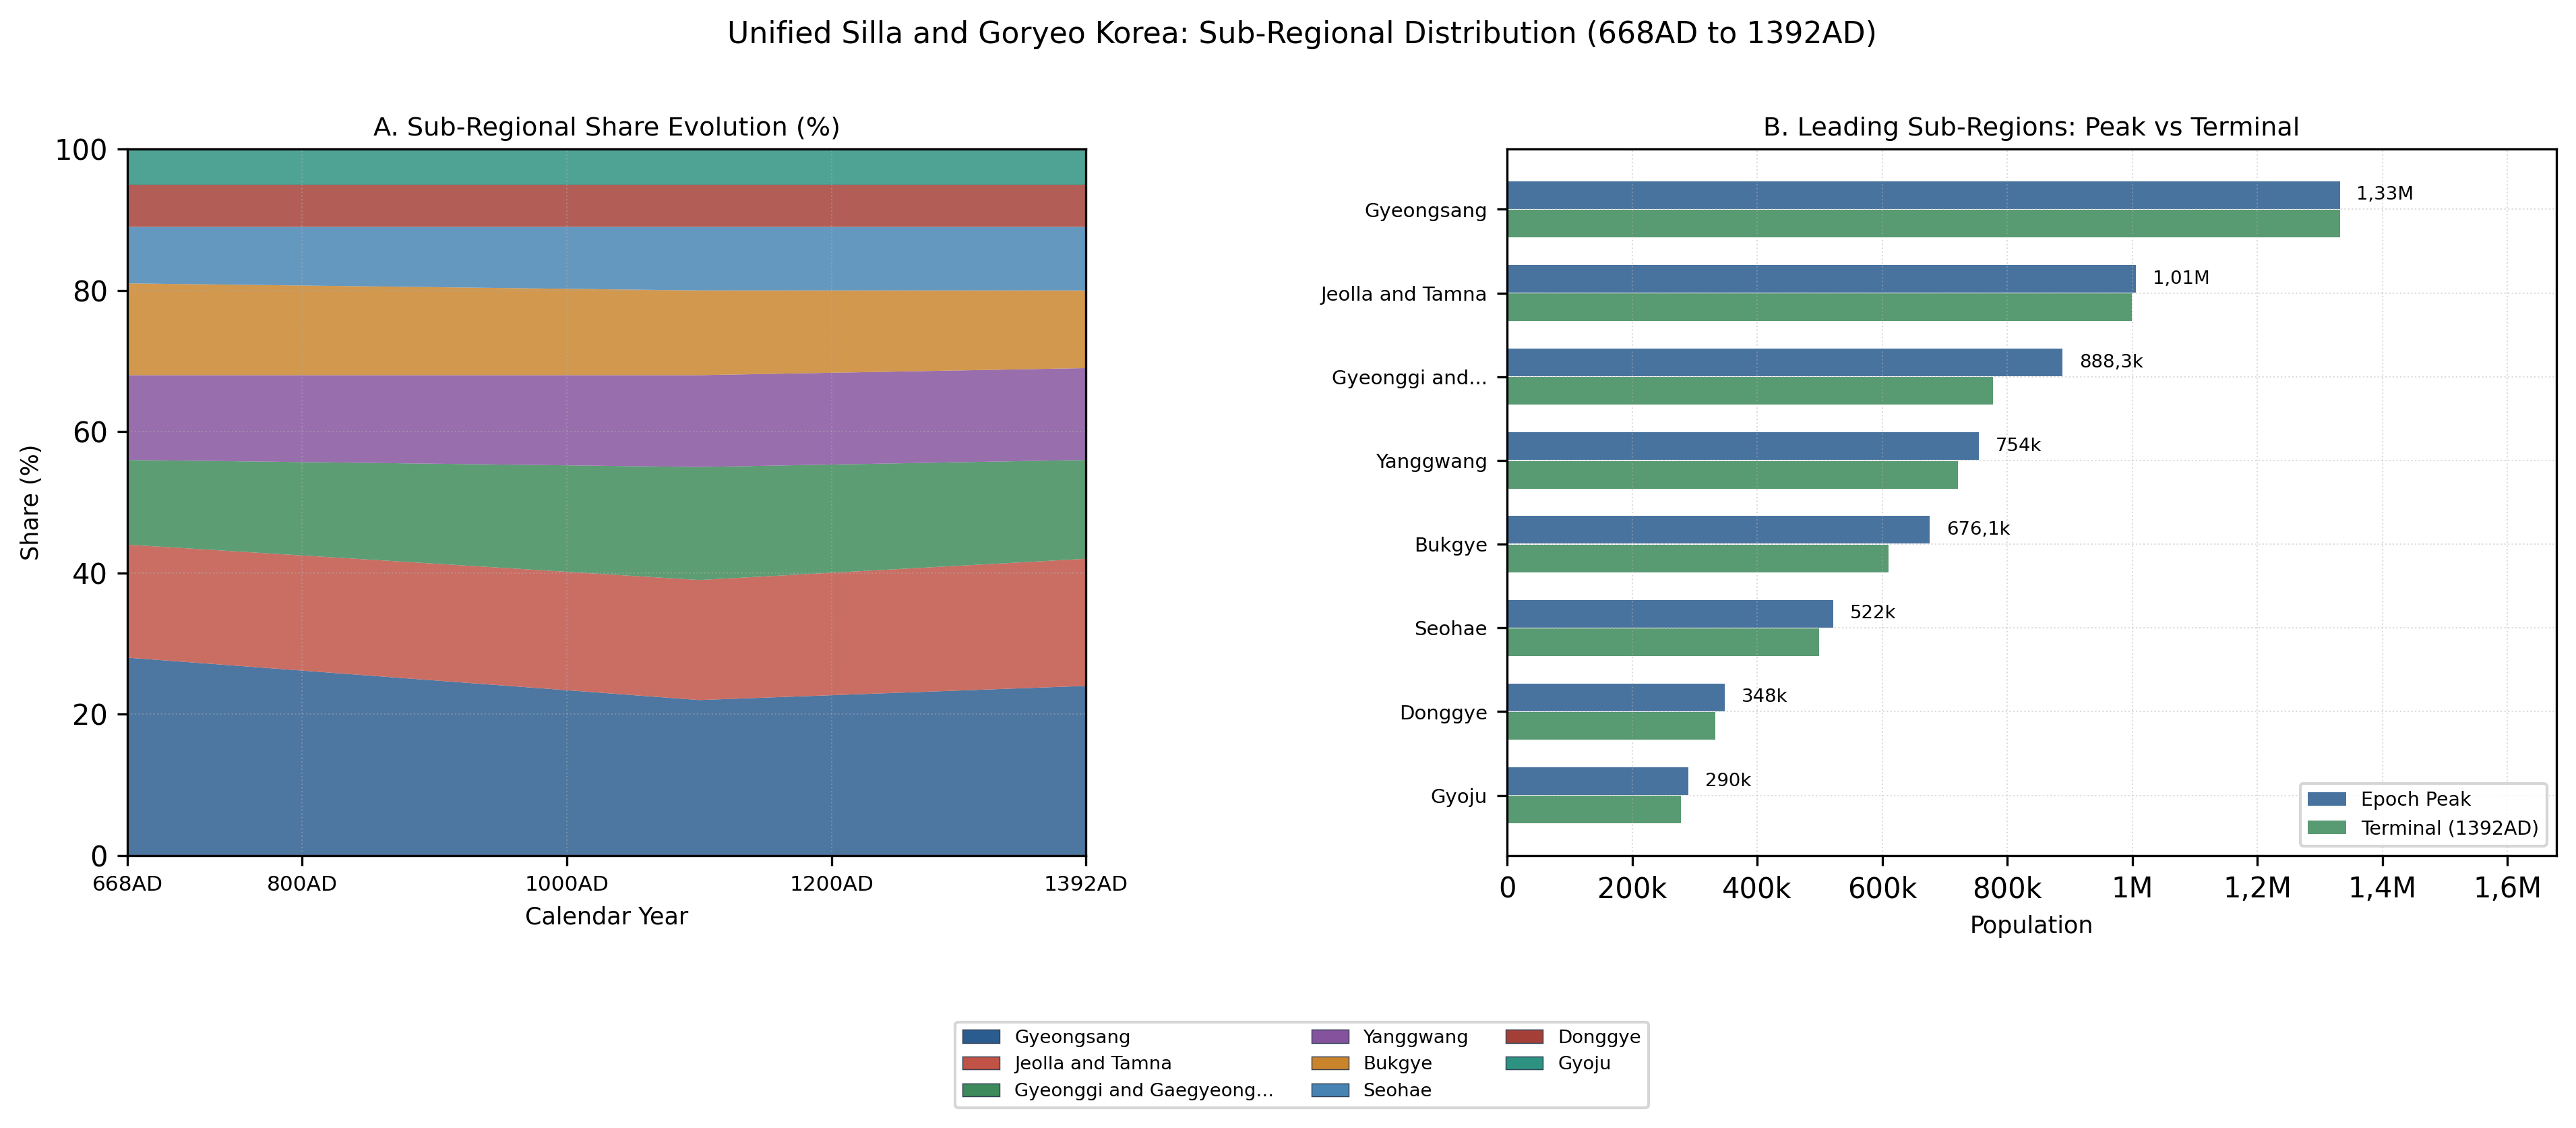 Unified Silla and Goryeo Korea: Sub-Regional Distribution (668AD to 1392AD)
A. Sub-Regional Share Evolution (%)
100
80
60
40
20
0
Share (%)
668AD 800AD 1000AD 1200AD 1392AD
Calendar Year
B. Leading Sub-Regions: Peak vs Terminal
Gyeongsang 1,33M
Jeolla and Tamna 1,01M
Gyeonggi and... 888,3k
Yanggwang 754k
Bukgye 676,1k
Seohae 522k
Donggye 348k
Gyoju 290k
Epoch Peak
Terminal (1392AD)
0 200k 400k 600k 800k 1M 1,2M 1,4M 1,6M
Population
Gyeongsang
Jeolla and Tamna
Gyeonggi and Gaegyeong...
Yanggwang
Bukgye
Seohae
Donggye
Gyoju